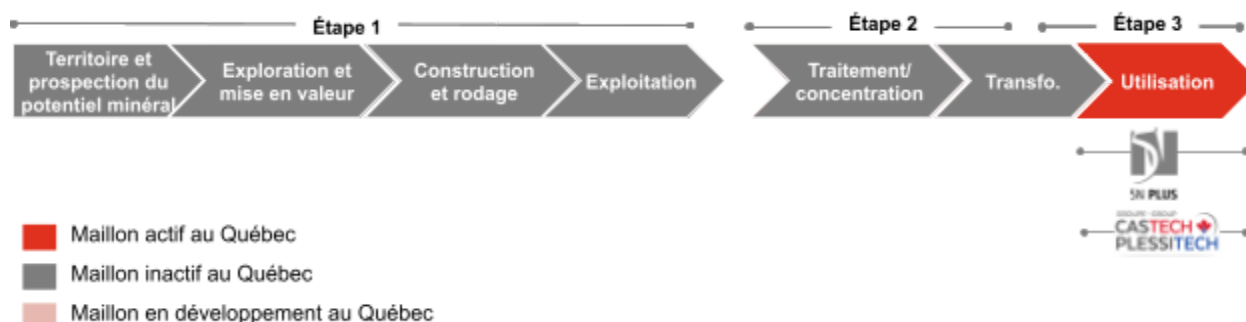 Étape 1
Étape 2
Étape 3
Territoire et
prospection du
potentiel minéral
Exploration et
mise en valeur
Construction
et rodage
Exploitation
Traitement/
concentration
Transfo.
Utilisation
5N PLUS
GROUPE - GROUP
CASTECH
PLESSITECH
Maillon actif au Québec
Maillon inactif au Québec
Maillon en développement au Québec